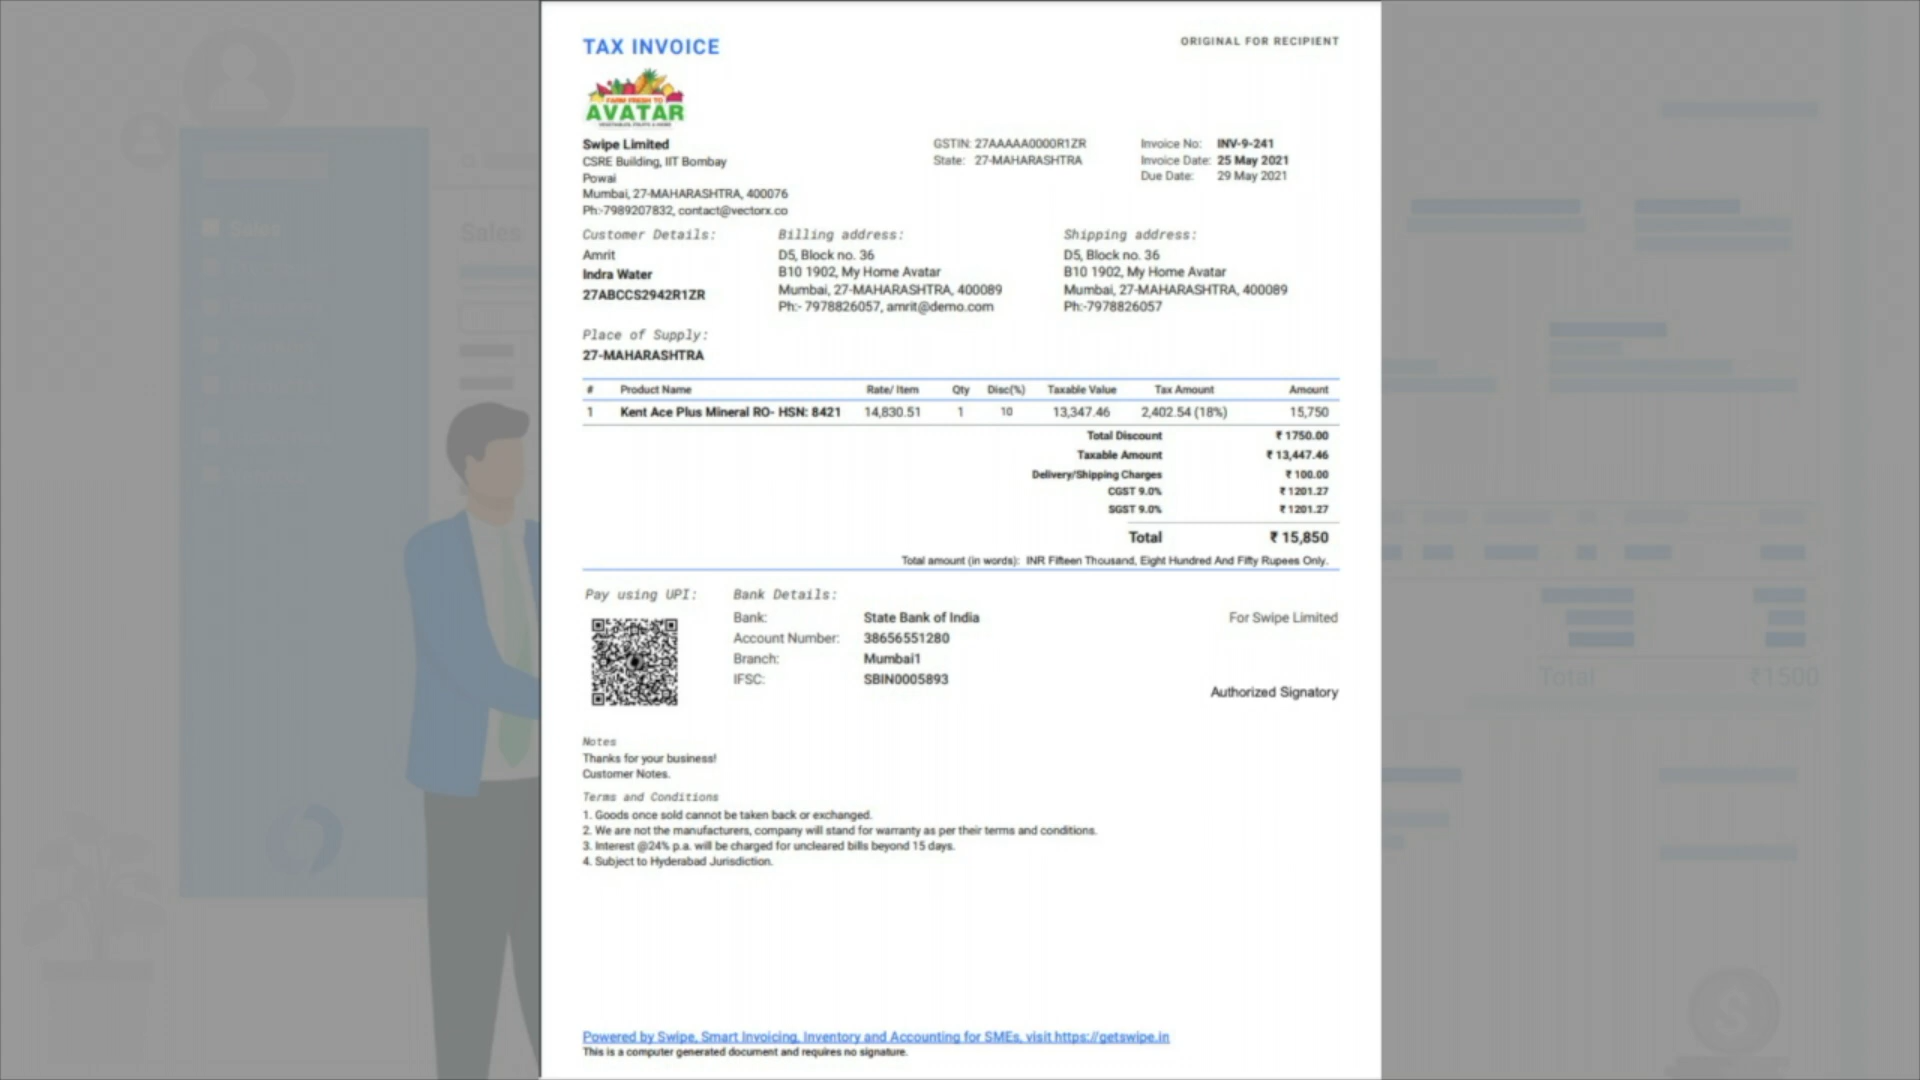 TAX INVOICE
ORIGINAL FOR RECIPIENT
FARM FRESH TO
AVATAR
Swipe Limited
CSRE Building, IIT Bombay
Powai
Mumbai, 27-MAHARASHTRA, 400076
Ph:-7989207832, contact@vectorx.co
GSTIN: 27AAAAA0000R1ZR
State: 27-MAHARASHTRA
Invoice No: INV-9-241
Invoice Date: 25 May 2021
Due Date: 29 May 2021
Customer Details:
Amrit
Indra Water
27ABCCS2942R1ZR
Billing address:
D5, Block no. 36
B10 1902, My Home Avatar
Mumbai, 27-MAHARASHTRA, 400089
Ph:- 7978826057, amrit@demo.com
Shipping address:
D5, Block no. 36
B10 1902, My Home Avatar
Mumbai, 27-MAHARASHTRA, 400089
Ph:-7978826057
Place of Supply:
27-MAHARASHTRA
# Product Name Rate/ Item Qty Disc(%) Taxable Value Tax Amount Amount
1 Kent Ace Plus Mineral RO- HSN: 8421 14,830.51 1 10 13,347.46 2,402.54 (18%) 15,750
Total Discount ₹ 1750.00
Taxable Amount ₹ 13,447.46
Delivery/Shipping Charges ₹ 100.00
CGST 9.0% ₹ 1201.27
SGST 9.0% ₹ 1201.27
Total ₹ 15,850
Total amount (in words): INR Fifteen Thousand, Eight Hundred And Fifty Rupees Only.
Pay using UPI:
Bank Details:
Bank: State Bank of India
Account Number: 38656551280
Branch: Mumbai1
IFSC: SBIN0005893
For Swipe Limited
Authorized Signatory
Notes
Thanks for your business!
Customer Notes.
Terms and Conditions
1. Goods once sold cannot be taken back or exchanged.
2. We are not the manufacturers, company will stand for warranty as per their terms and conditions.
3. Interest @24% p.a. will be charged for uncleared bills beyond 15 days.
4. Subject to Hyderabad Jurisdiction.
Powered by Swipe, Smart Invoicing, Inventory and Accounting for SMEs, visit https://getswipe.in
This is a computer generated document and requires no signature.
Sales
Sales
Total ₹1500